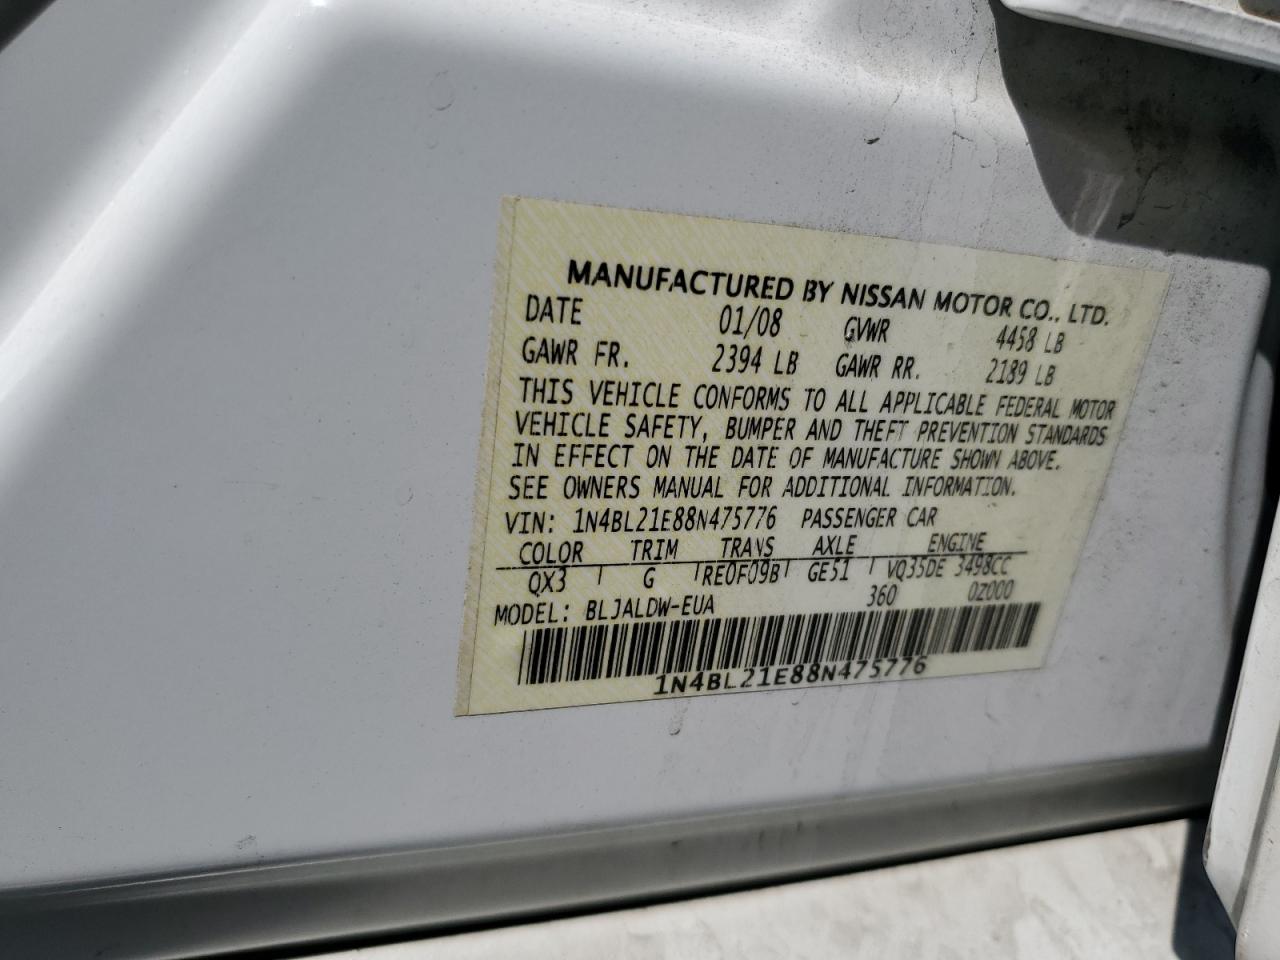 MANUFACTURED BY NISSAN MOTOR CO., LTD.
DATE 01/08 GVWR 4458 LB
GAWR FR. 2394 LB GAWR RR. 2189 LB
THIS VEHICLE CONFORMS TO ALL APPLICABLE FEDERAL MOTOR
VEHICLE SAFETY, BUMPER AND THEFT PREVENTION STANDARDS
IN EFFECT ON THE DATE OF MANUFACTURE SHOWN ABOVE.
SEE OWNERS MANUAL FOR ADDITIONAL INFORMATION.
VIN: 1N4BL21E88N475776 PASSENGER CAR
COLOR TRIM TRANS AXLE ENGINE
QX3 G RE0F09B GE51 VQ35DE 3498CC
MODEL: BLJALDW-EUA 360 0Z000
1N4BL21E88N475776